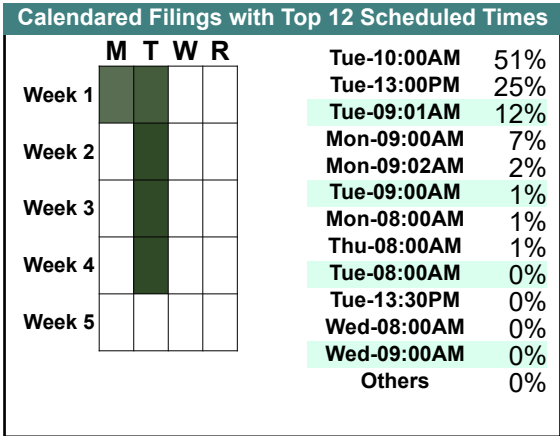 Calendared Filings with Top 12 Scheduled Times
M T W R
Week 1
Week 2
Week 3
Week 4
Week 5
Tue-10:00AM 51%
Tue-13:00PM 25%
Tue-09:01AM 12%
Mon-09:00AM 7%
Mon-09:02AM 2%
Tue-09:00AM 1%
Mon-08:00AM 1%
Thu-08:00AM 1%
Tue-08:00AM 0%
Tue-13:30PM 0%
Wed-08:00AM 0%
Wed-09:00AM 0%
Others 0%